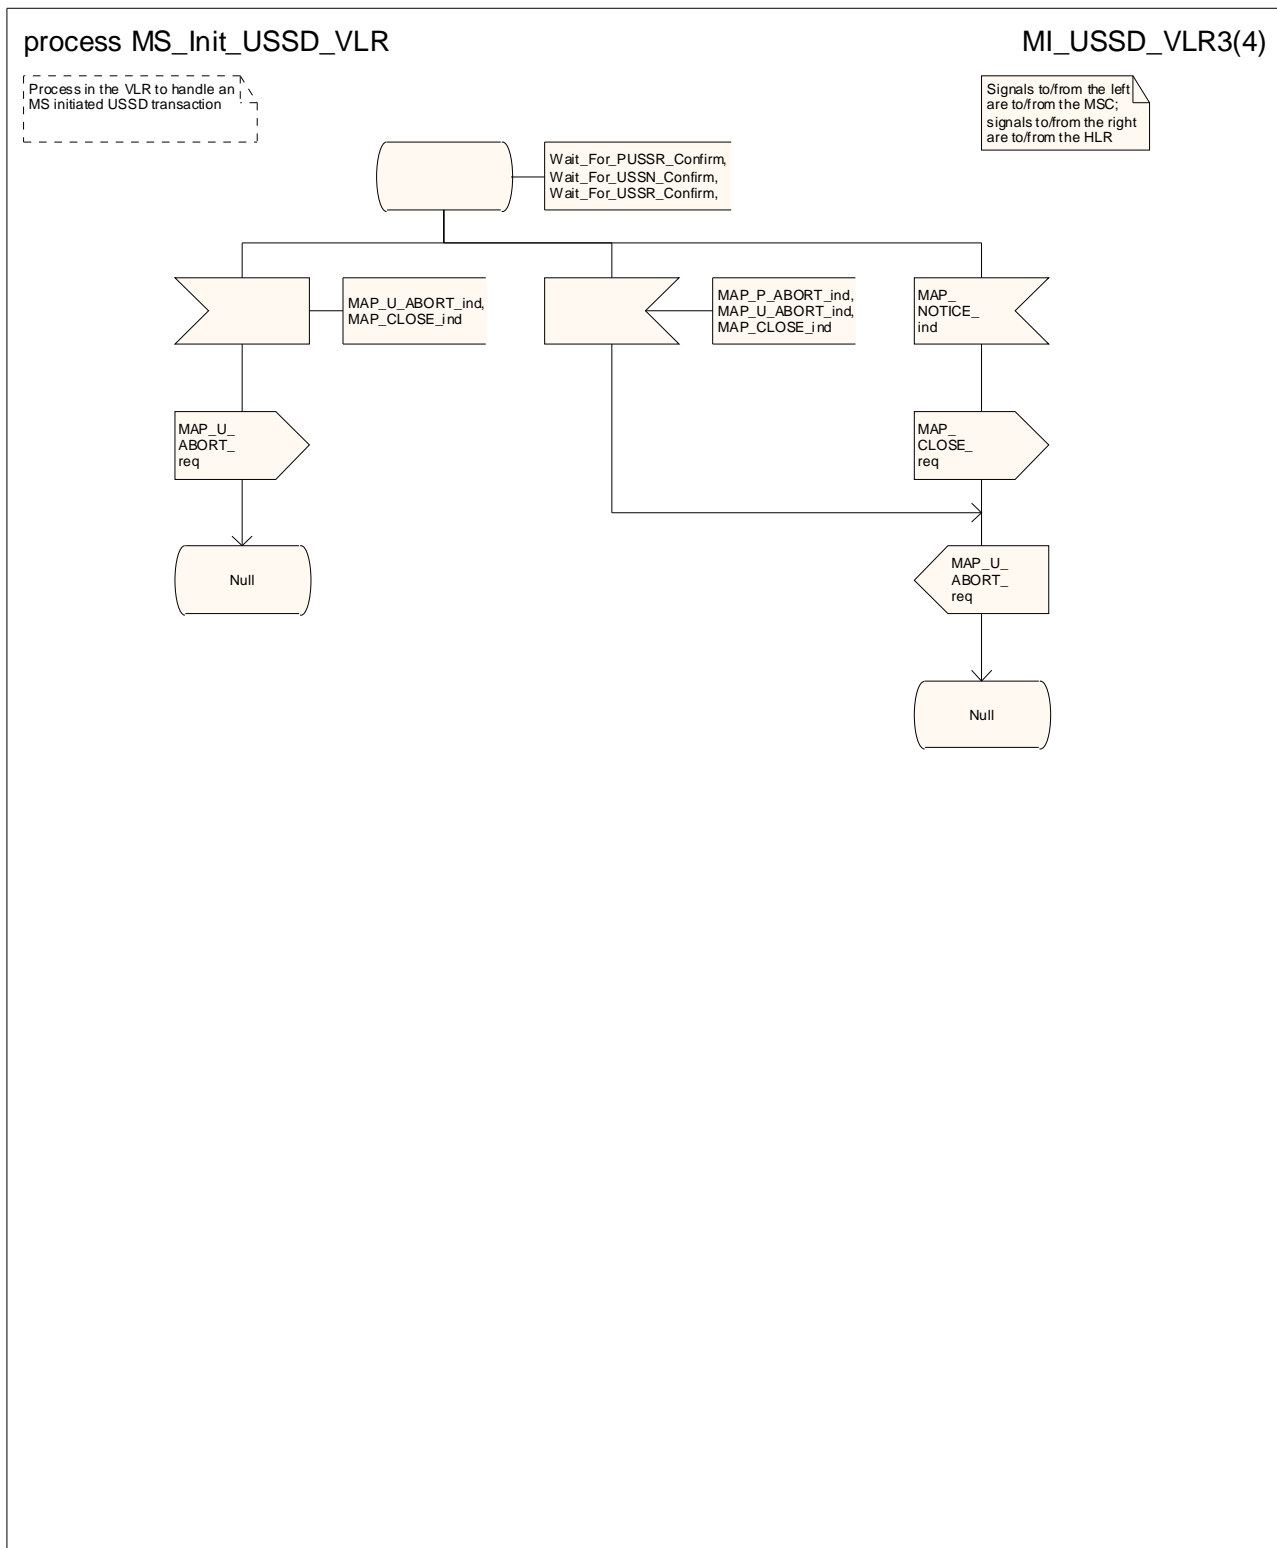 process MS_Init_USSD_VLR
MI_USSD_VLR3(4)
Process in the VLR to handle an
MS initiated USSD transaction
Signals to/from the left
are to/from the MSC;
signals to/from the right
are to/from the HLR
Wait_For_PUSSR_Confirm,
Wait_For_USSN_Confirm,
Wait_For_USSR_Confirm,
MAP_U_ABORT_ind,
MAP_CLOSE_ind
MAP_P_ABORT_ind,
MAP_U_ABORT_ind,
MAP_CLOSE_ind
MAP_
NOTICE_
ind
MAP_U_
ABORT_
req
MAP_
CLOSE_
req
Null
MAP_U_
ABORT_
req
Null